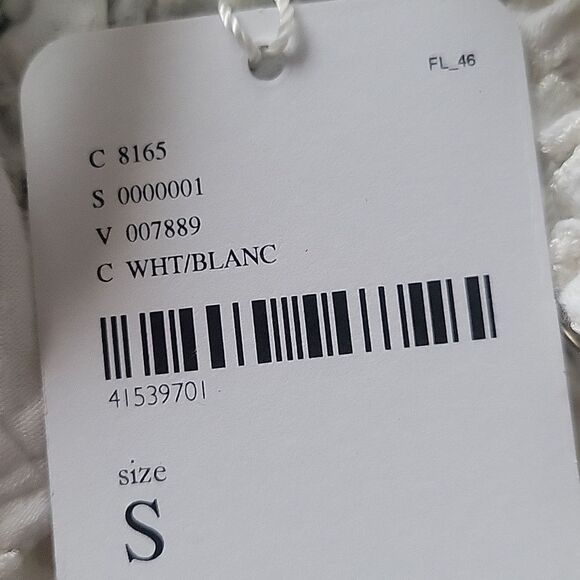 FL_46
C 8165
S 0000001
V 007889
C WHT/BLANC
41539701
size
S